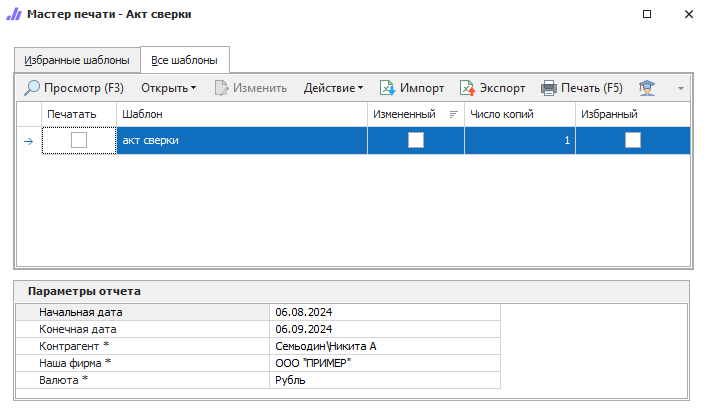 Мастер печати - Акт сверки
Избранные шаблоны Все шаблоны
Просмотр (F3) Открыть Изменить Действие Импорт Экспорт Печать (F5)
Печатать Шаблон Измененный Число копий Избранный
акт сверки 1
Параметры отчета
Начальная дата 06.08.2024
Конечная дата 06.09.2024
Контрагент * Семьодин\Никита А
Наша фирма * ООО "ПРИМЕР"
Валюта * Рубль